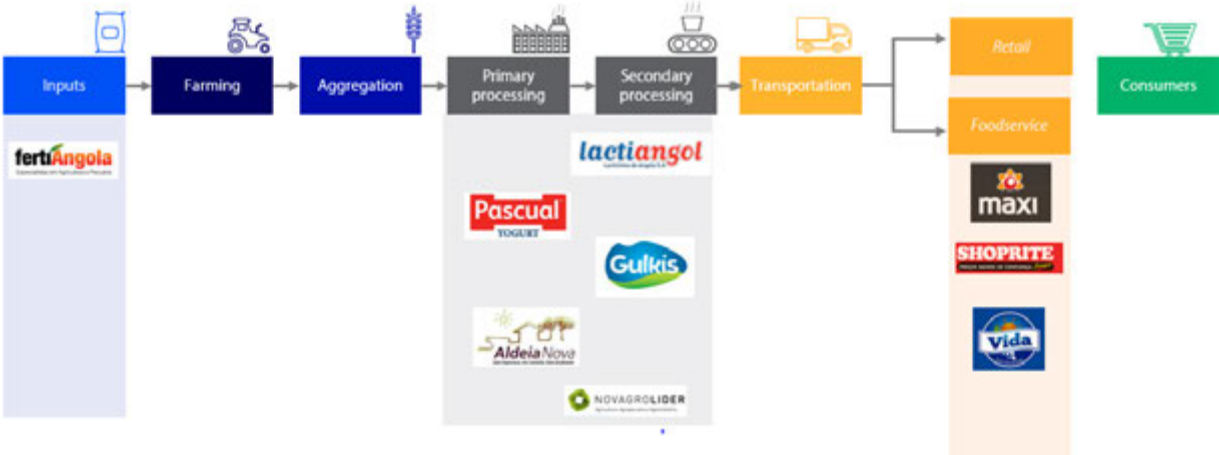 Inputs
Farming
Aggregation
Primary
processing
Secondary
processing
Transportation
Retail
Foodservice
Consumers
fertiAngola
lactiangol
Pascual
YOGURT
Gulkis
AldeiaNova
NOVAGROLIDER
maxi
SHOPRITE
Vida